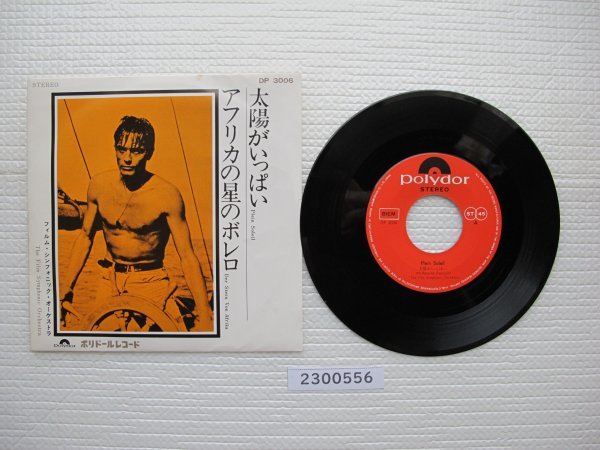 STEREO
DP 3006
太陽がいっぱい
Plein Soleil
アフリカの星のボレロ
Der Stern Von Afrika
フィルム・シンフォニック・オーケストラ
The Film Symphonic Orchestra
polydor
ポリドールレコード
polydor
STEREO
BIEM
ST 45
Plein Soleil
2300556